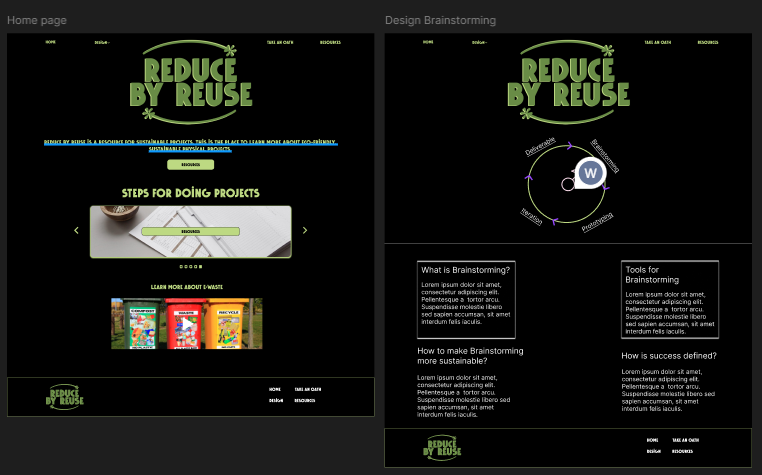 Home page
HOME DESIGN TAKE AN OATH RESOURCES
REDUCE
BY REUSE
REDUCE BY REUSE IS A RESOURCE FOR SUSTAINABLE PROJECTS. THIS IS THE PLACE TO LEARN MORE ABOUT ECO-FRIENDLY,
SUSTAINABLE PHYSICAL PROJECTS.
RESOURCES
STEPS FOR DOING PROJECTS
RESOURCES
LEARN MORE ABOUT E-WASTE
COMPOST
RECYCLE
REDUCE
BY REUSE
HOME TAKE AN OATH
DESIGN RESOURCES
Design Brainstorming
HOME DESIGN TAKE AN OATH RESOURCES
REDUCE
BY REUSE
Deliverable
Brainstorming
W
Iteration
Prototyping
What is Brainstorming?
Lorem ipsum dolor sit amet,
consectetur adipiscing elit.
Pellentesque a tortor arcu.
Suspendisse molestie libero
sed sapien accumsan, sit amet
interdum felis iaculis.
Tools for
Brainstorming
Lorem ipsum dolor sit amet,
consectetur adipiscing elit.
Pellentesque a tortor arcu.
Suspendisse molestie libero
sed sapien accumsan, sit amet
interdum felis iaculis.
How to make Brainstorming
more sustainable?
Lorem ipsum dolor sit amet,
consectetur adipiscing elit.
Pellentesque a tortor arcu.
Suspendisse molestie libero sed
sapien accumsan, sit amet
interdum felis iaculis.
How is success defined?
Lorem ipsum dolor sit amet,
consectetur adipiscing elit.
Pellentesque a tortor arcu.
Suspendisse molestie libero sed
sapien accumsan, sit amet
interdum felis iaculis.
REDUCE
BY REUSE
HOME TAKE AN OATH
DESIGN RESOURCES